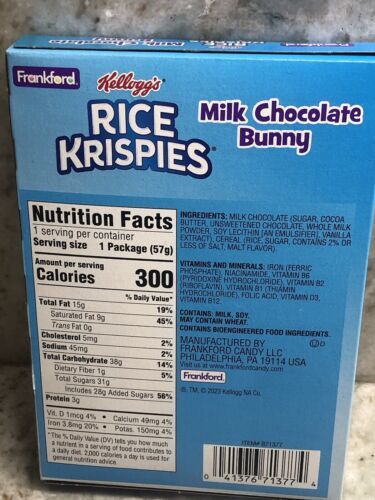 Frankford.
Kellogg's
RICE
KRISPIES®
Milk Chocolate
Bunny
Nutrition Facts
1 serving per container
Serving size 1 Package (57g)
Amount per serving
Calories 300
% Daily Value*
Total Fat 15g 19%
Saturated Fat 9g 45%
Trans Fat 0g
Cholesterol 5mg 2%
Sodium 45mg 2%
Total Carbohydrate 38g 14%
Dietary Fiber 1g 5%
Total Sugars 31g
Includes 28g Added Sugars 56%
Protein 3g
Vit. D 1mcg 4% • Calcium 49mg 4%
Iron 3.8mg 20% • Potas. 150mg 4%
*The % Daily Value (DV) tells you how much
a nutrient in a serving of food contributes to
a daily diet. 2,000 calories a day is used for
general nutrition advice.
INGREDIENTS: MILK CHOCOLATE (SUGAR, COCOA
BUTTER, UNSWEETENED CHOCOLATE, WHOLE MILK
POWDER, SOY LECITHIN [AN EMULSIFIER], VANILLA
EXTRACT), CEREAL (RICE, SUGAR, CONTAINS 2% OR
LESS OF SALT, MALT FLAVOR).
VITAMINS AND MINERALS: IRON (FERRIC
PHOSPHATE), NIACINAMIDE, VITAMIN B6
(PYRIDOXINE HYDROCHLORIDE), VITAMIN B2
(RIBOFLAVIN), VITAMIN B1 (THIAMIN
HYDROCHLORIDE), FOLIC ACID, VITAMIN D3,
VITAMIN B12.
CONTAINS: MILK, SOY.
MAY CONTAIN WHEAT.
CONTAINS BIOENGINEERED FOOD INGREDIENTS.
MANUFACTURED BY
FRANKFORD CANDY LLC
PHILADELPHIA, PA 19114 USA
Visit us at www.frankfordcandy.com
Frankford.
®, TM, © 2023 Kellogg NA Co.
ITEM# B71377
0 41376 71377 4